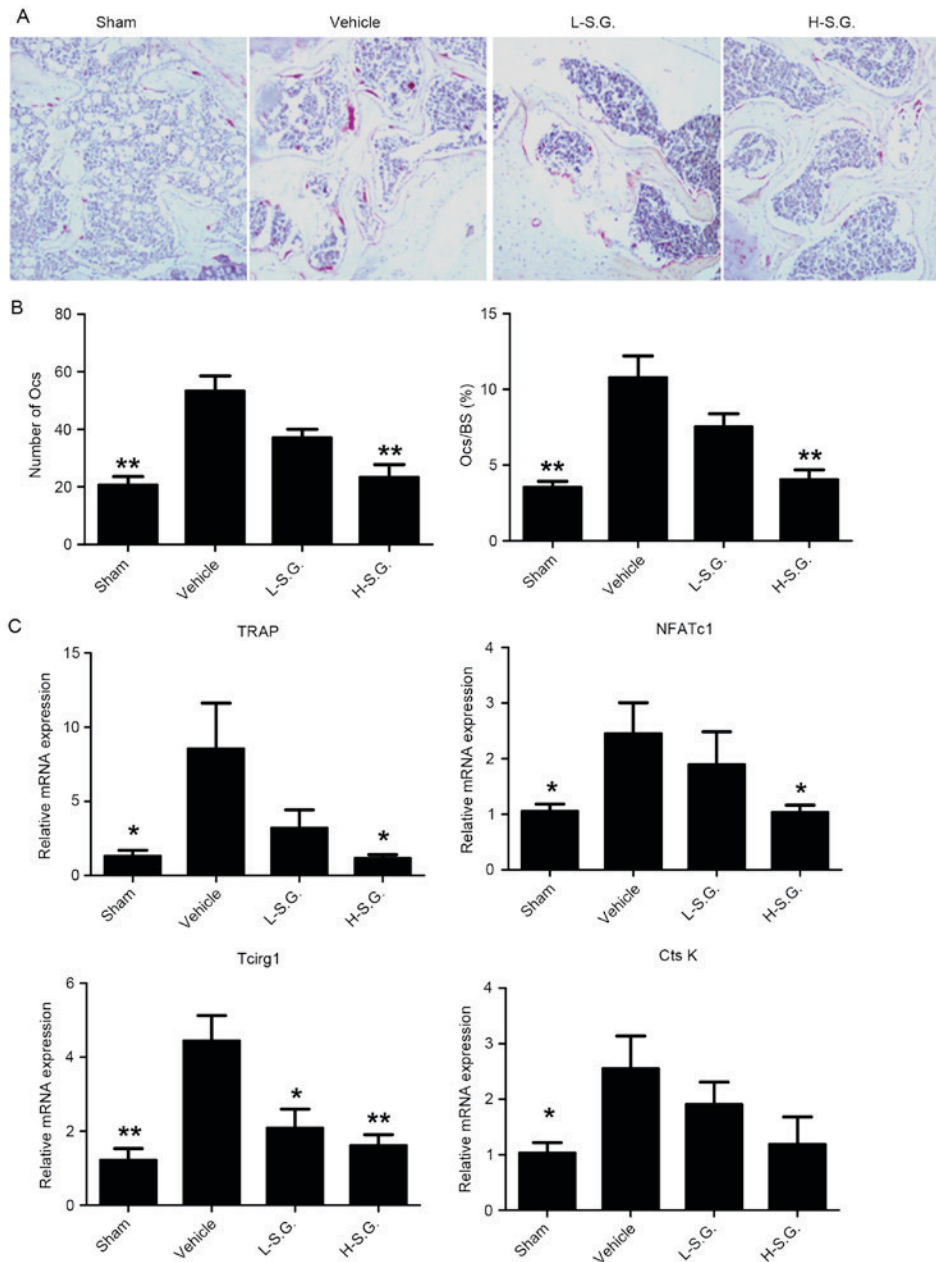 A
Sham Vehicle L-S.G. H-S.G.
B
80
60
40
20
0
Number of Ocs
** **
Sham Vehicle L-S.G. H-S.G.
15
10
5
0
Ocs/BS (%)
** **
Sham Vehicle L-S.G. H-S.G.
C
TRAP
15
10
5
0
Relative mRNA expression
* *
Sham Vehicle L-S.G. H-S.G.
NFATc1
4
3
2
1
0
Relative mRNA expression
* *
Sham Vehicle L-S.G. H-S.G.
Tcirg1
6
4
2
0
Relative mRNA expression
** * **
Sham Vehicle L-S.G. H-S.G.
Cts K
4
3
2
1
0
Relative mRNA expression
*
Sham Vehicle L-S.G. H-S.G.